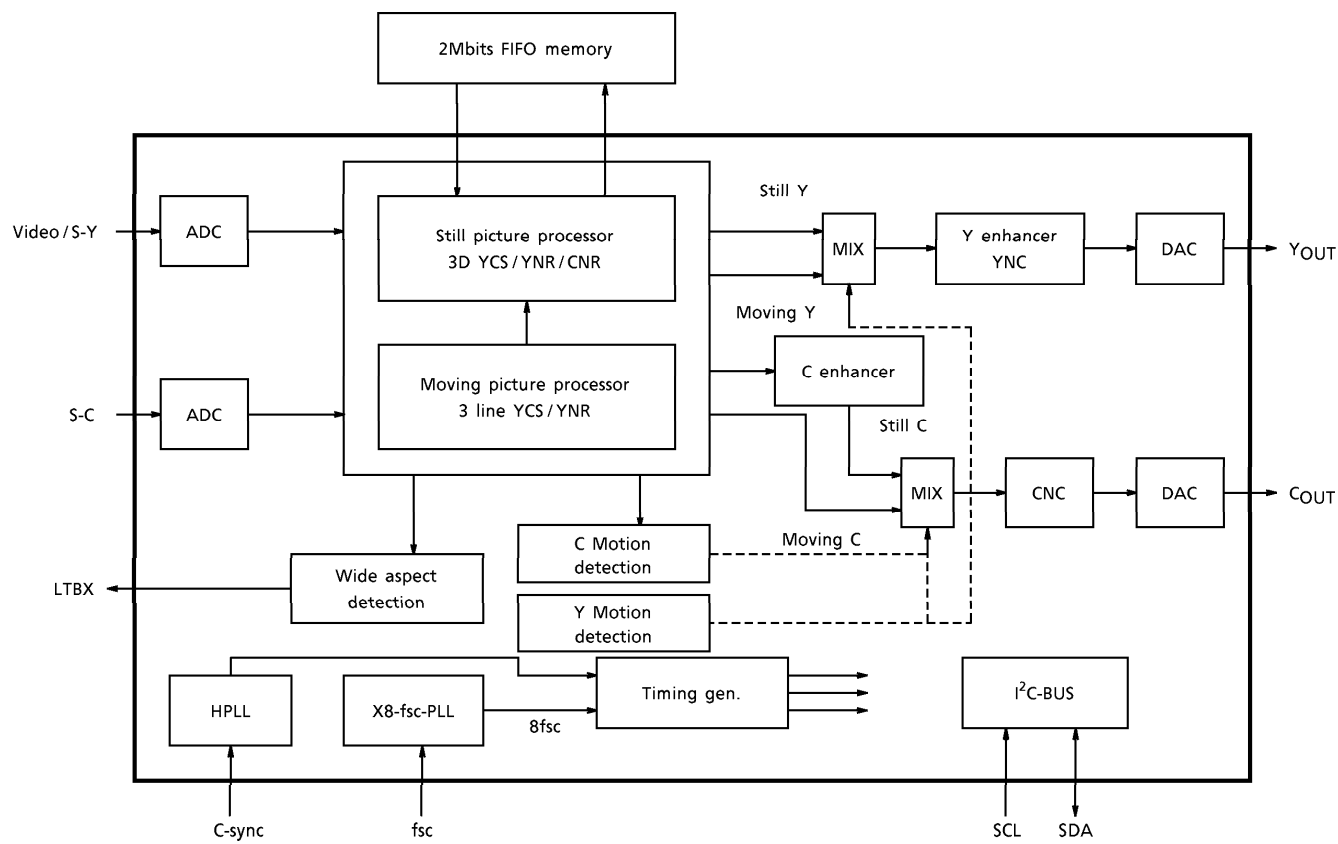 2Mbits FIFO memory
Still Y
Video/S-Y
ADC
Still picture processor
3D YCS/YNR/CNR
MIX
Y enhancer
YNC
DAC
YOUT
Moving Y
S-C
ADC
Moving picture processor
3 line YCS/YNR
C enhancer
Still C
MIX
CNC
DAC
COUT
Moving C
C Motion
detection
LTBX
Wide aspect
detection
Y Motion
detection
HPLL
X8-fsc-PLL
8fsc
Timing gen.
I²C-BUS
C-sync
fsc
SCL
SDA